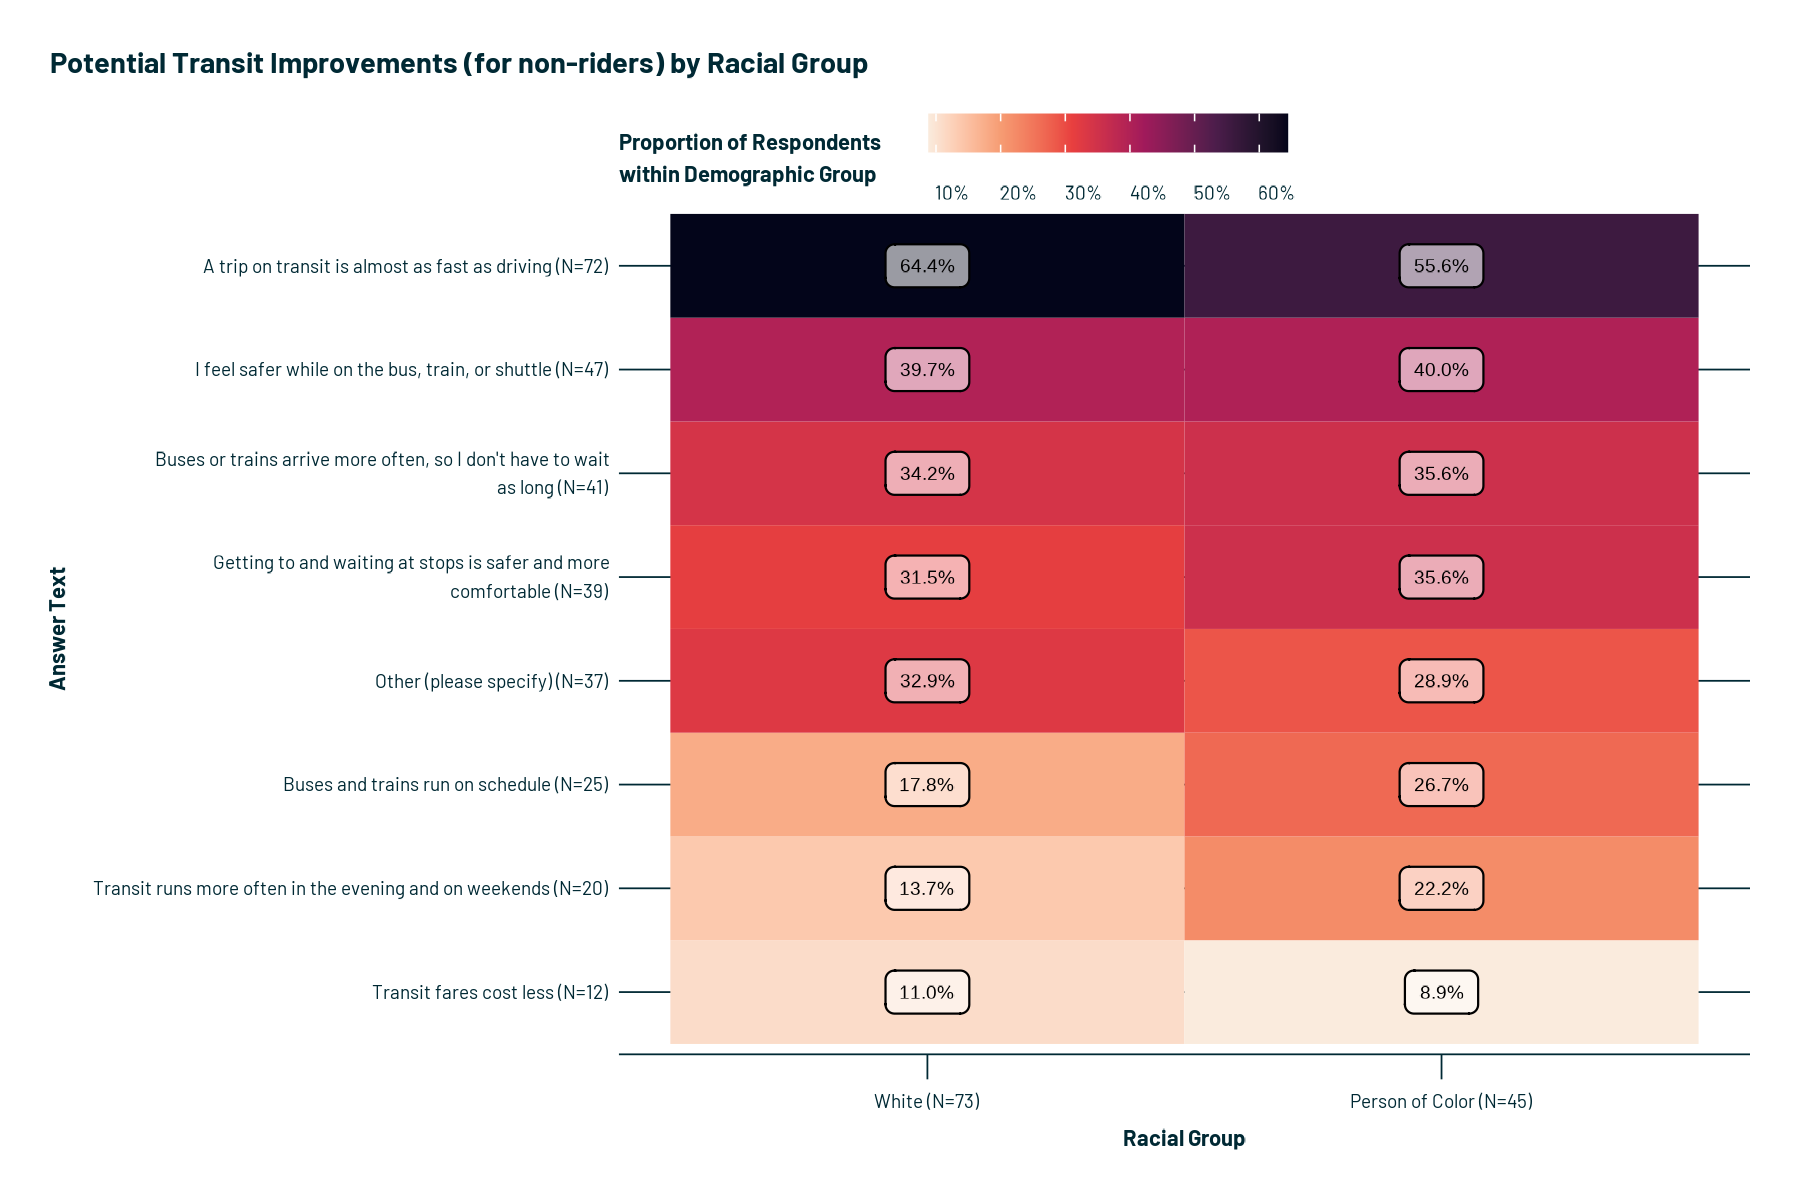 Potential Transit Improvements (for non-riders) by Racial Group
Proportion of Respondents
within Demographic Group
10% 20% 30% 40% 50% 60%
A trip on transit is almost as fast as driving (N=72) 64.4% 55.6%
I feel safer while on the bus, train, or shuttle (N=47) 39.7% 40.0%
Buses or trains arrive more often, so I don't have to wait
as long (N=41) 34.2% 35.6%
Getting to and waiting at stops is safer and more
comfortable (N=39) 31.5% 35.6%
Other (please specify) (N=37) 32.9% 28.9%
Buses and trains run on schedule (N=25) 17.8% 26.7%
Transit runs more often in the evening and on weekends (N=20) 13.7% 22.2%
Transit fares cost less (N=12) 11.0% 8.9%
Answer Text
White (N=73) Person of Color (N=45)
Racial Group